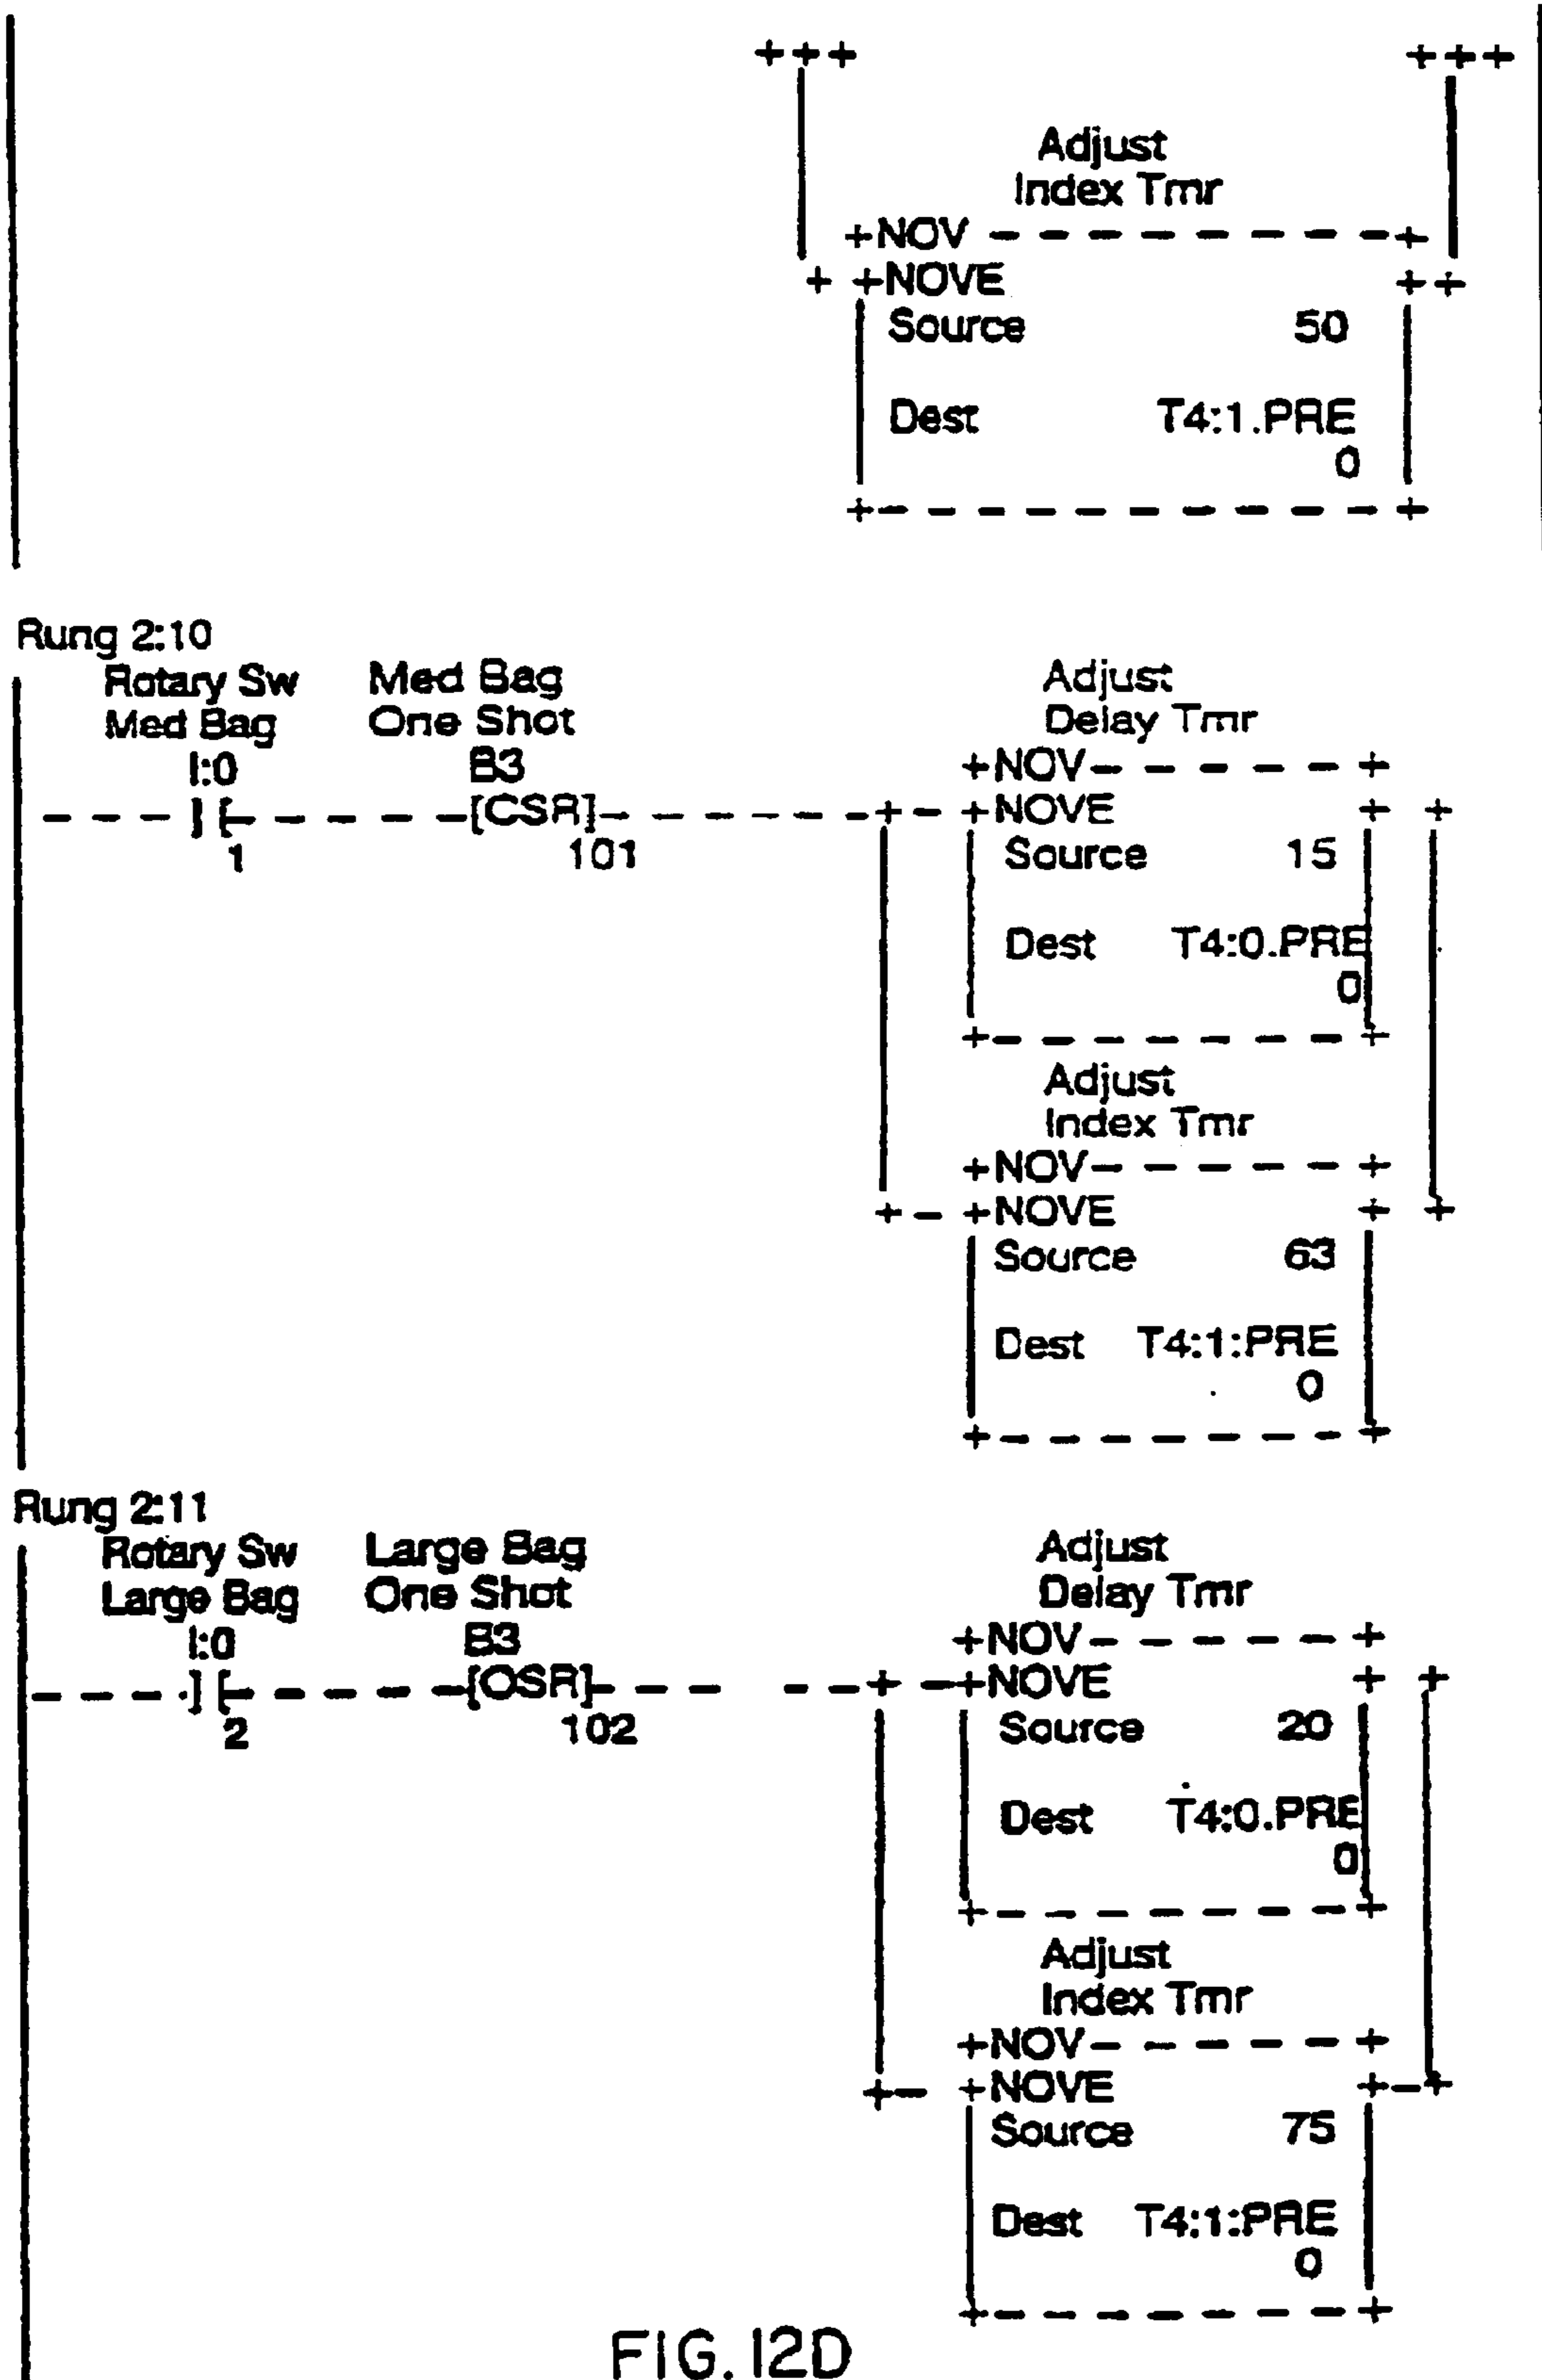 +++ +++
Adjust
Index Tmr
+NOV - - - - - - - - -+
+ +NOVE ++
Source 50
Dest T4:1.PRE
0
+- - - - - - - - - - -+
Rung 2:10
Rotary Sw Med Bag Adjust
Med Bag One Shot Delay Tmr
I:0 B3 +NOV- - - - - - +
- - - -] [- - - - -[CSR]- - - - - - -+- +NOVE + +
1 101 Source 15
Dest T4:0.PRE
0
+- - - - - - - +
Adjust
Index Tmr
+NOV- - - - - - +
+ - +NOVE + +
Source 63
Dest T4:1:PRE
0
+- - - - - - - +
Rung 2:11
Rotary Sw Large Bag Adjust
Large Bag One Shot Delay Tmr
I:0 B3 +NOV- - - - - - +
- - - -] [- - - - -[OSR]- - - - -+ -+NOVE + +
2 102 Source 20
Dest T4:0.PRE
0
+- - - - - - - +
Adjust
Index Tmr
+NOV- - - - - - +
+- +NOVE +-+
Source 75
Dest T4:1:PRE
0
+- - - - - - - -+
FIG. 12D